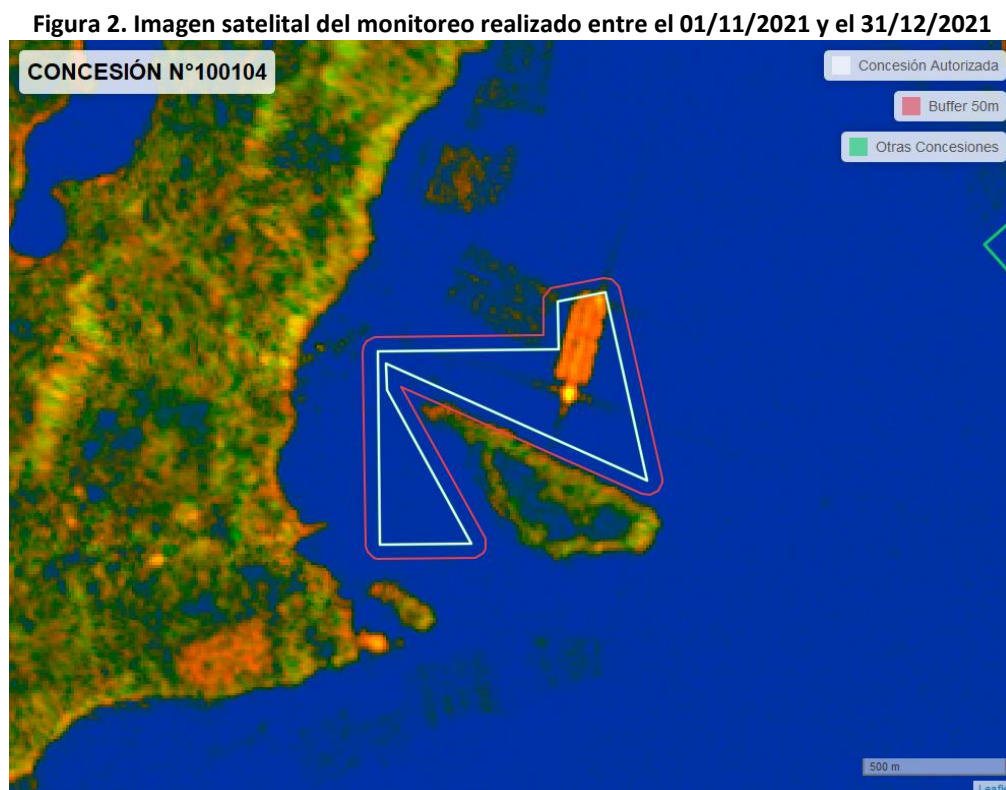 Figura 2. Imagen satelital del monitoreo realizado entre el 01/11/2021 y el 31/12/2021
CONCESIÓN N°100104
Concesión Autorizada
Buffer 50m
Otras Concesiones
500 m
Leafl